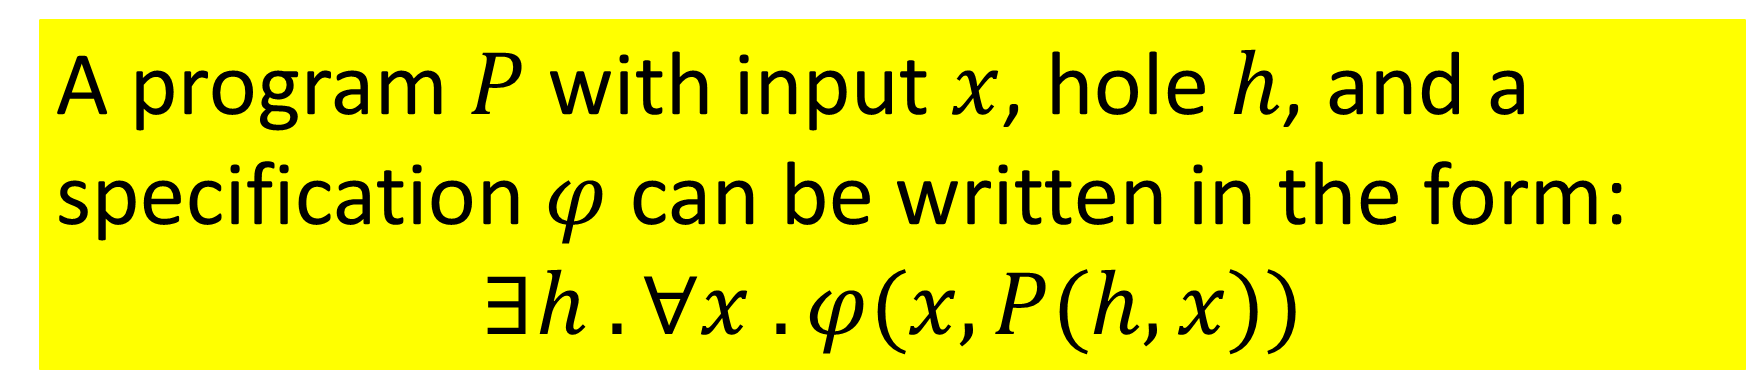 A program 𝑃 with input 𝑥, hole ℎ, and a
specification 𝜑 can be written in the form:
∃ℎ . ∀𝑥 . 𝜑(𝑥, 𝑃(ℎ, 𝑥))